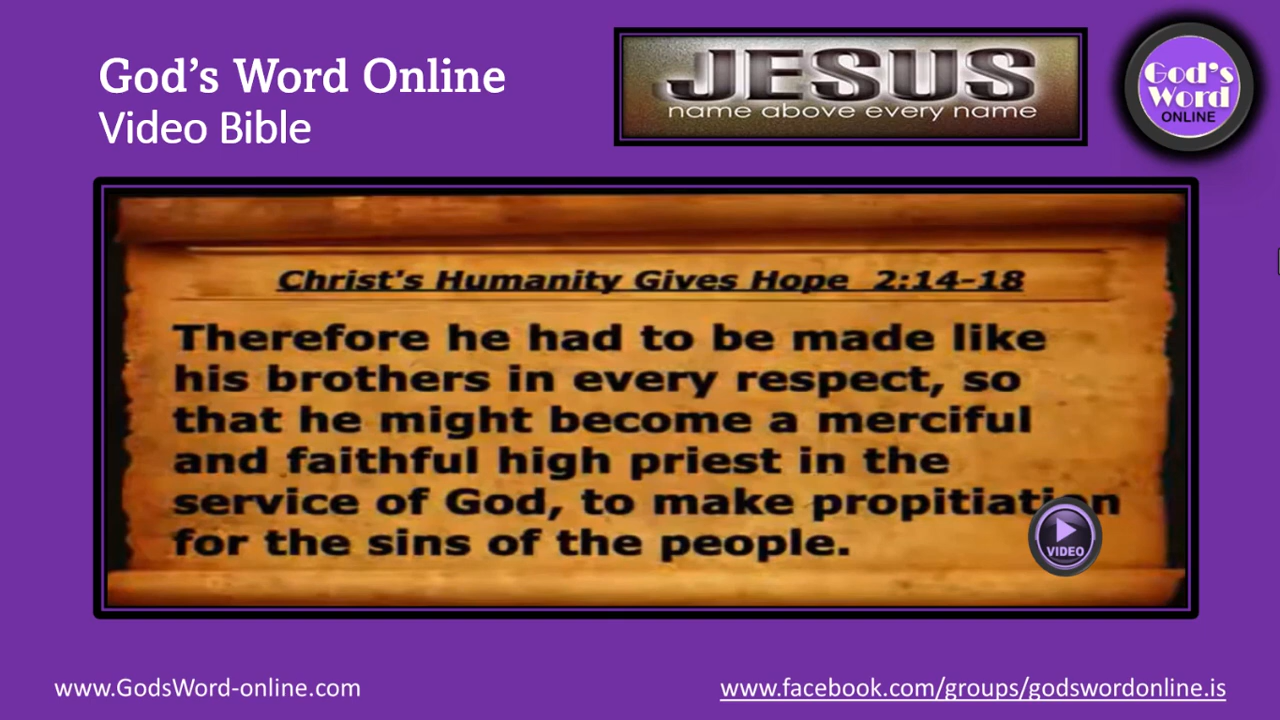 God's Word Online
Video Bible
JESUS
name above every name
God's
Word
ONLINE
Christ's Humanity Gives Hope 2:14-18
Therefore he had to be made like
his brothers in every respect, so
that he might become a merciful
and faithful high priest in the
service of God, to make propitiation
for the sins of the people.
VIDEO
www.GodsWord-online.com
www.facebook.com/groups/godswordonline.is